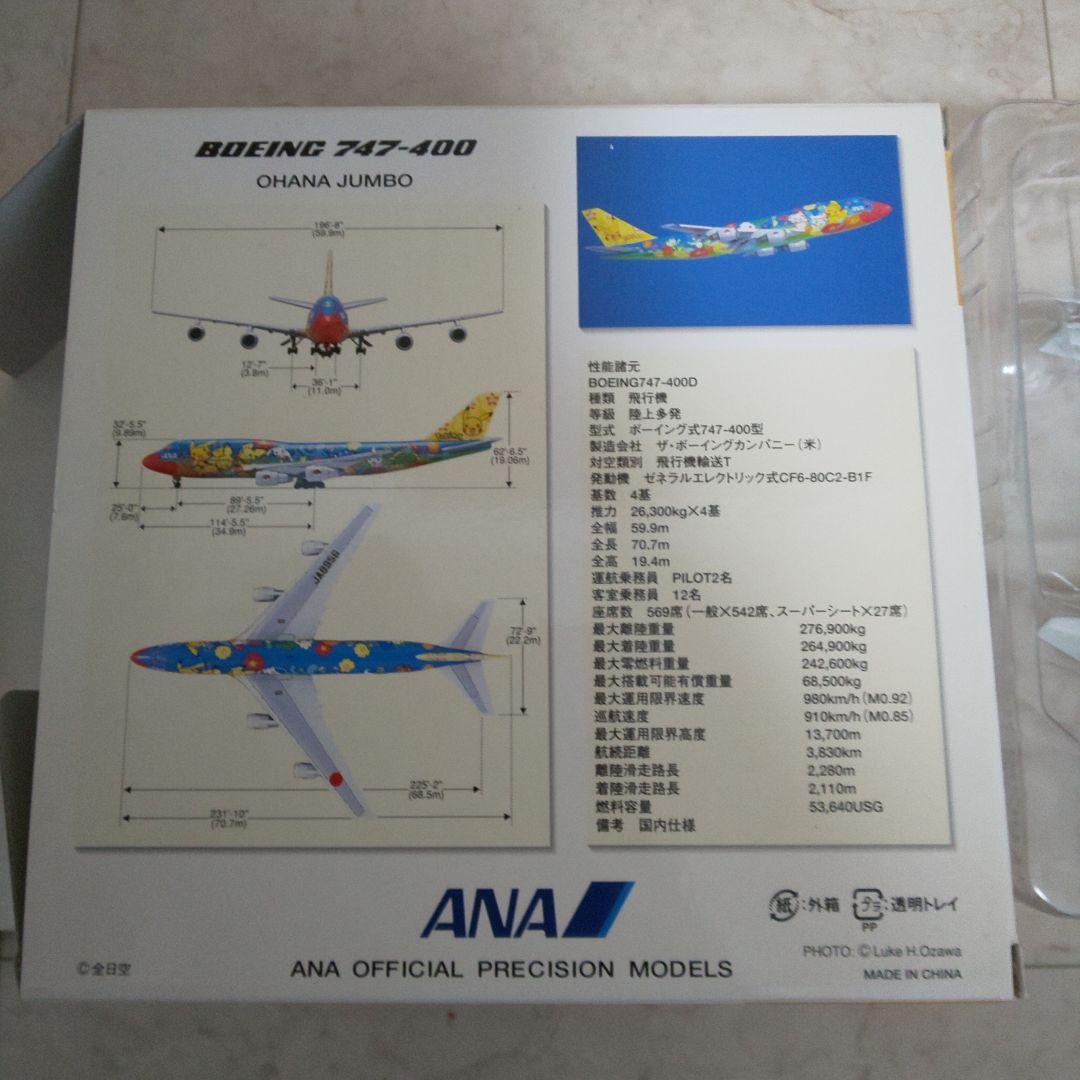 BOEING 747-400
OHANA JUMBO
196'-8"
(59.9m)
12'-7"
(3.8m)
36'-1"
(11.0m)
32'-5.5"
(9.89m)
62'-6.5"
(19.06m)
ANA
25'-0"
(7.6m)
89'-5.5"
(27.26m)
114'-5.5"
(34.9m)
JA8956
72'-9"
(22.2m)
225'-2"
(68.5m)
231'-10"
(70.7m)
性能諸元
BOEING747-400D
種類 飛行機
等級 陸上多発
型式 ボーイング式747-400型
製造会社 ザ・ボーイングカンパニー(米)
対空類別 飛行機輸送T
発動機 ゼネラルエレクトリック式CF6-80C2-B1F
基数 4基
推力 26,300kg×4基
全幅 59.9m
全長 70.7m
全高 19.4m
運航乗務員 PILOT2名
客室乗務員 12名
座席数 569席(一般×542席、スーパーシート×27席)
最大離陸重量 276,900kg
最大着陸重量 264,900kg
最大零燃料重量 242,600kg
最大搭載可能有償重量 68,500kg
最大運用限界速度 980km/h(M0.92)
巡航速度 910km/h(M0.85)
最大運用限界高度 13,700m
航続距離 3,830km
離陸滑走路長 2,280m
着陸滑走路長 2,110m
燃料容量 53,640USG
備考 国内仕様
ANA
ANA OFFICIAL PRECISION MODELS
©全日空
紙:外箱 プラ:透明トレイ
PP
PHOTO: © Luke H.Ozawa
MADE IN CHINA